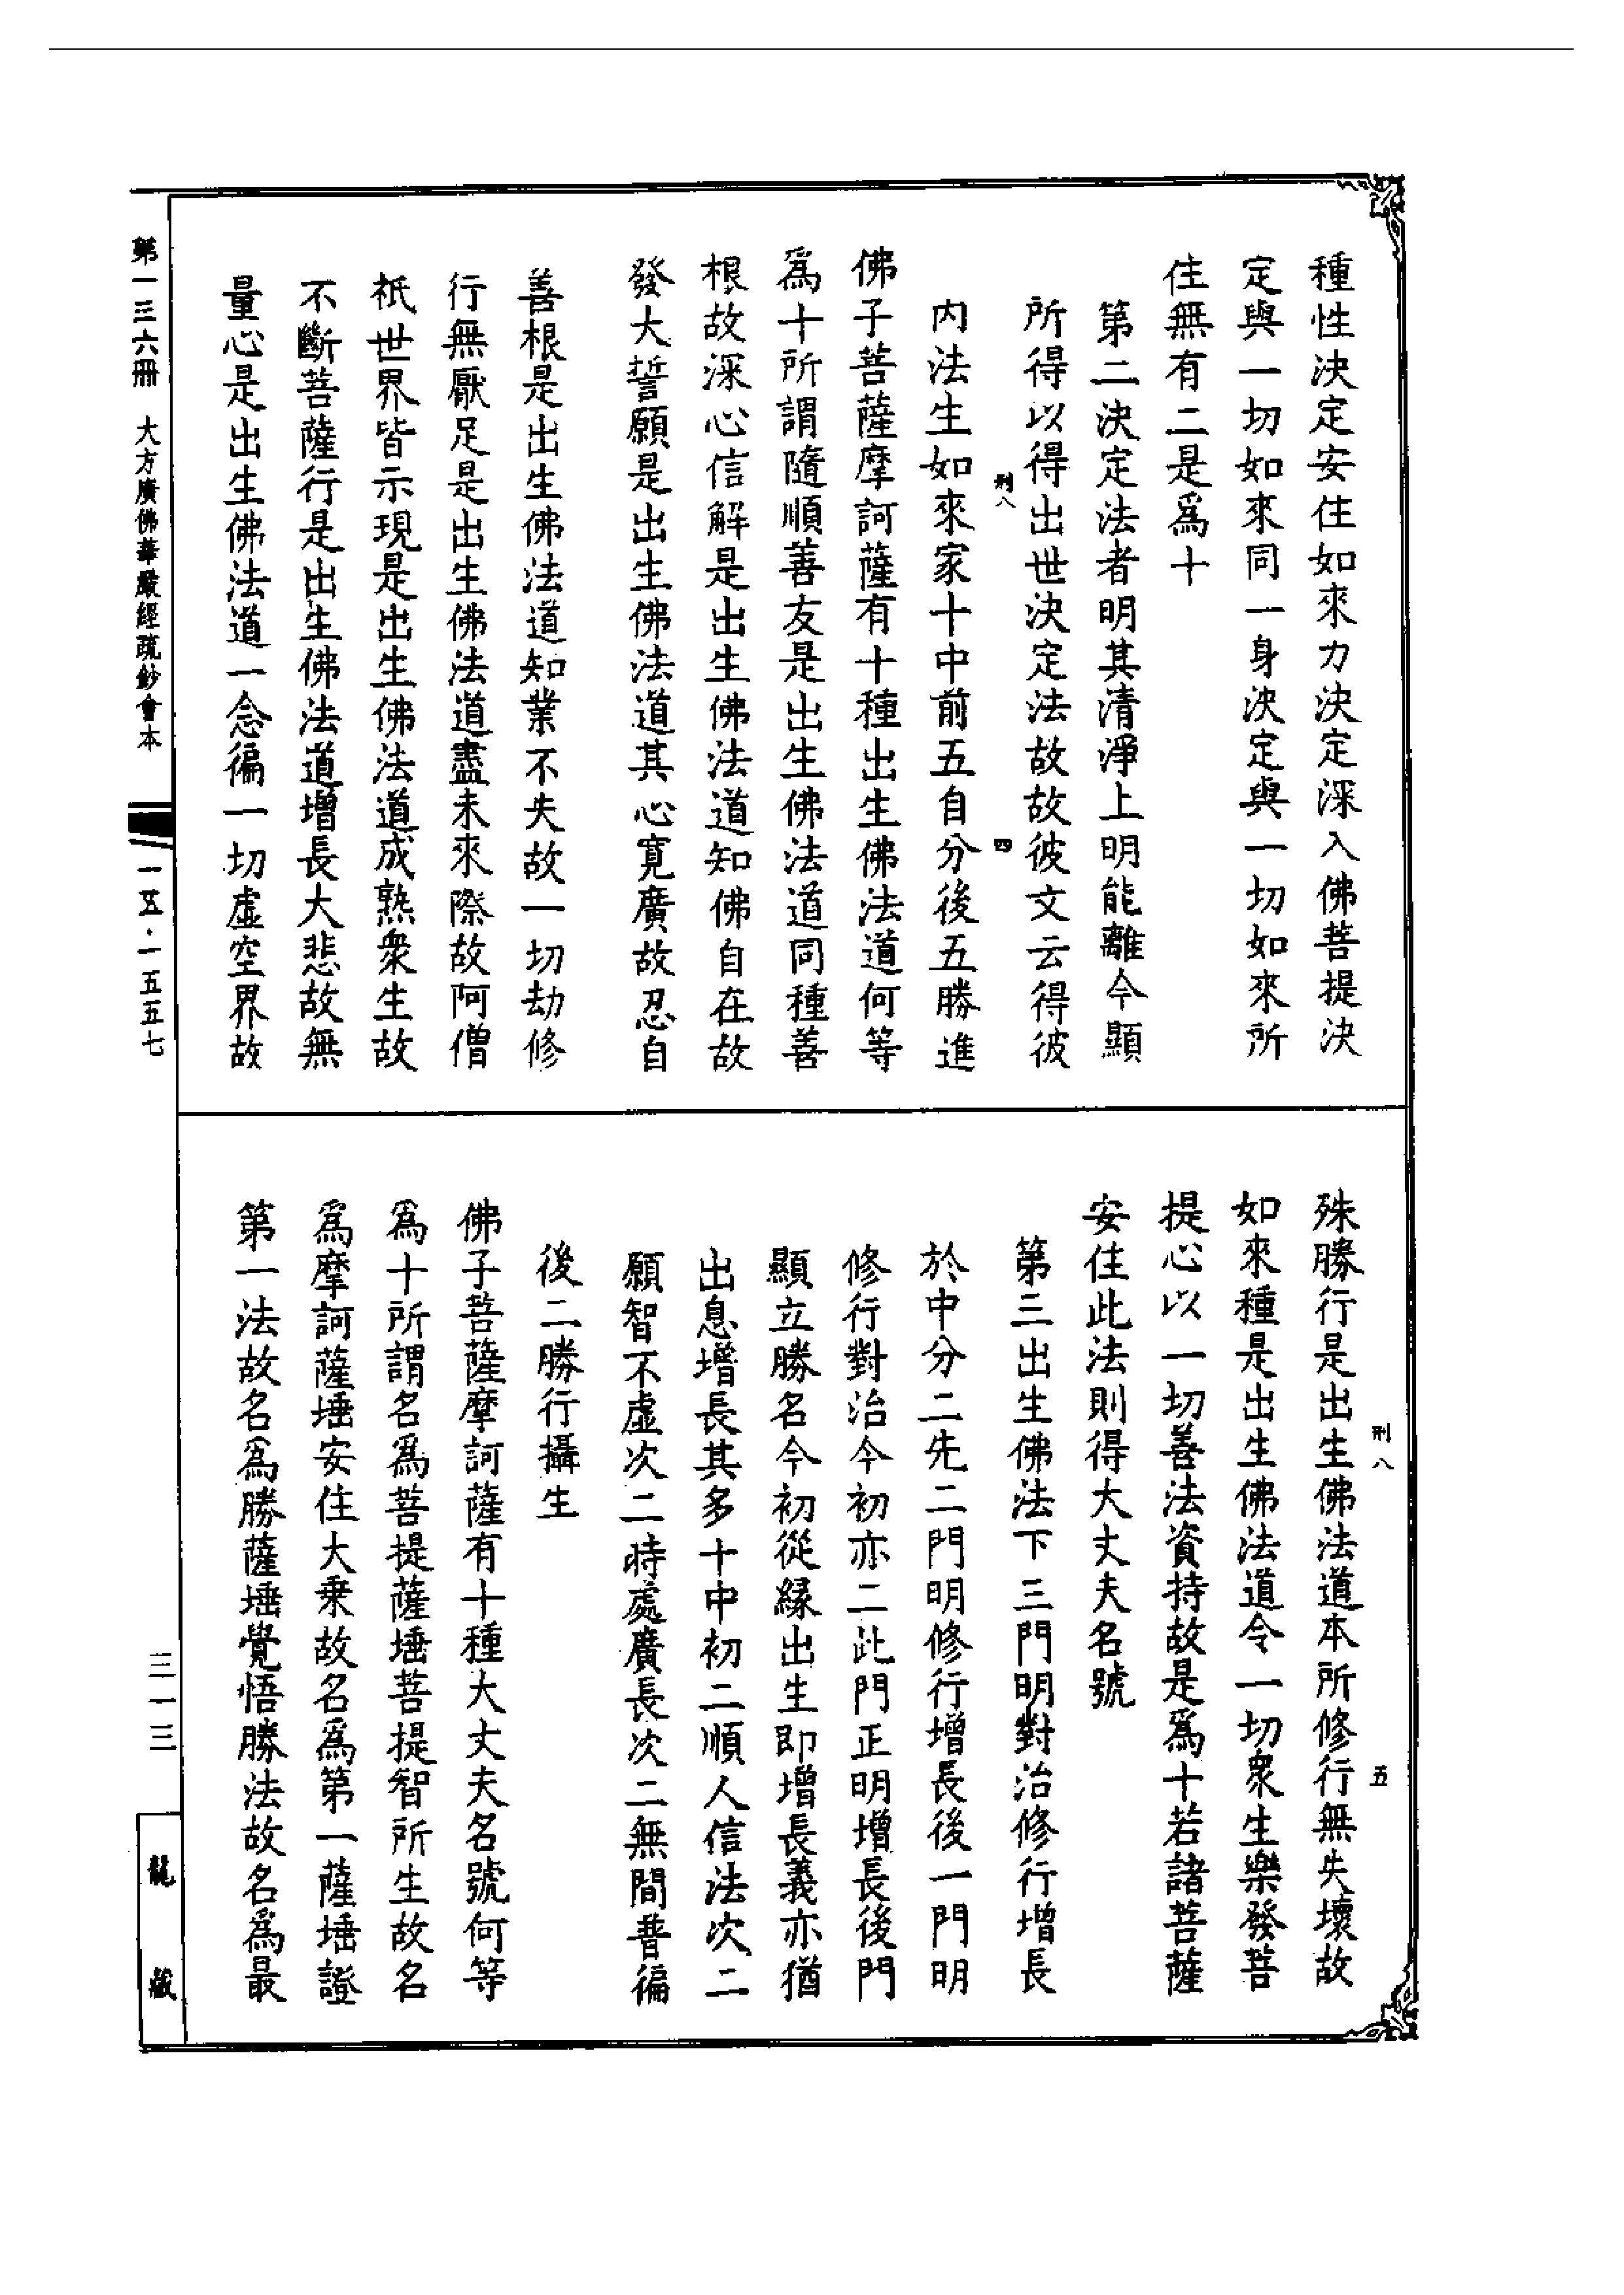 種性決定安住如來力決定深入佛菩提決
定與一切如來同一身決定與一切如來所
住無有二是爲十
第二決定法者明其清淨上明能離今顯
所得以得出世決定法故故彼文云得彼
刑八 四
内法生如來家十中前五自分後五勝進
佛子菩薩摩訶薩有十種出生佛法道何等
爲十所謂隨順善友是出生佛法道同種善
根故深心信解是出生佛法道知佛自在故
發大誓願是出生佛法道其心寬廣故忍自
善根是出生佛法道知業不失故一切劫修
行無厭足是出生佛法道盡未來際故阿僧
祇世界皆示現是出生佛法道成熟衆生故
不斷菩薩行是出生佛法道增長大悲故無
量心是出生佛法道一念徧一切虛空界故
刑八 五
殊勝行是出生佛法道本所修行無失壞故
如來種是出生佛法道令一切衆生樂發菩
提心以一切善法資持故是爲十若諸菩薩
安住此法則得大丈夫名號
第三出生佛法下三門明對治修行增長
於中分二先二門明修行增長後一門明
修行對治今初亦二此門正明增長後門
顯立勝名今初從緣出生即增長義亦猶
出息增長其多十中初二順人信法次二
願智不虛次二時處廣長次二無間普徧
後二勝行攝生
佛子菩薩摩訶薩有十種大丈夫名號何等
爲十所謂名爲菩提薩埵菩提智所生故名
爲摩訶薩埵安住大乘故名爲第一薩埵證
第一法故名爲勝薩埵覺悟勝法故名爲最
第一三六冊 大方廣佛華嚴經疏鈔會本 一五·一五五七
三一三
龍藏